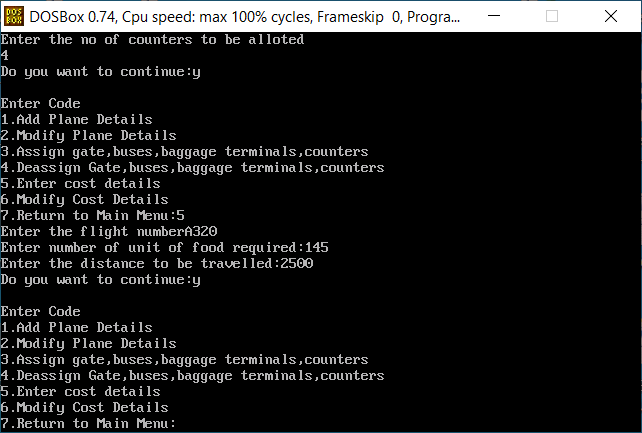 DOS BOX
DOSBox 0.74, Cpu speed: max 100% cycles, Frameskip  0, Progra...
Enter the no of counters to be alloted
4
Do you want to continue:y
Enter Code
1.Add Plane Details
2.Modify Plane Details
3.Assign gate,buses,baggage terminals,counters
4.Deassign Gate,buses,baggage terminals,counters
5.Enter cost details
6.Modify Cost Details
7.Return to Main Menu:5
Enter the flight numberA320
Enter number of unit of food required:145
Enter the distance to be travelled:2500
Do you want to continue:y
Enter Code
1.Add Plane Details
2.Modify Plane Details
3.Assign gate,buses,baggage terminals,counters
4.Deassign Gate,buses,baggage terminals,counters
5.Enter cost details
6.Modify Cost Details
7.Return to Main Menu: